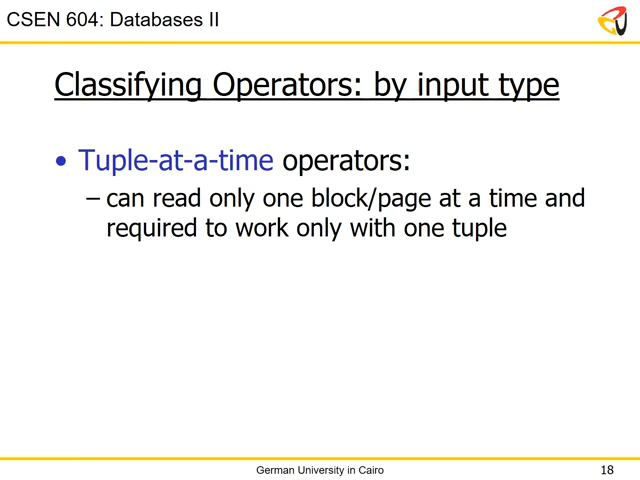 CSEN 604: Databases II
Classifying Operators: by input type
• Tuple-at-a-time operators:
– can read only one block/page at a time and
required to work only with one tuple
German University in Cairo
18